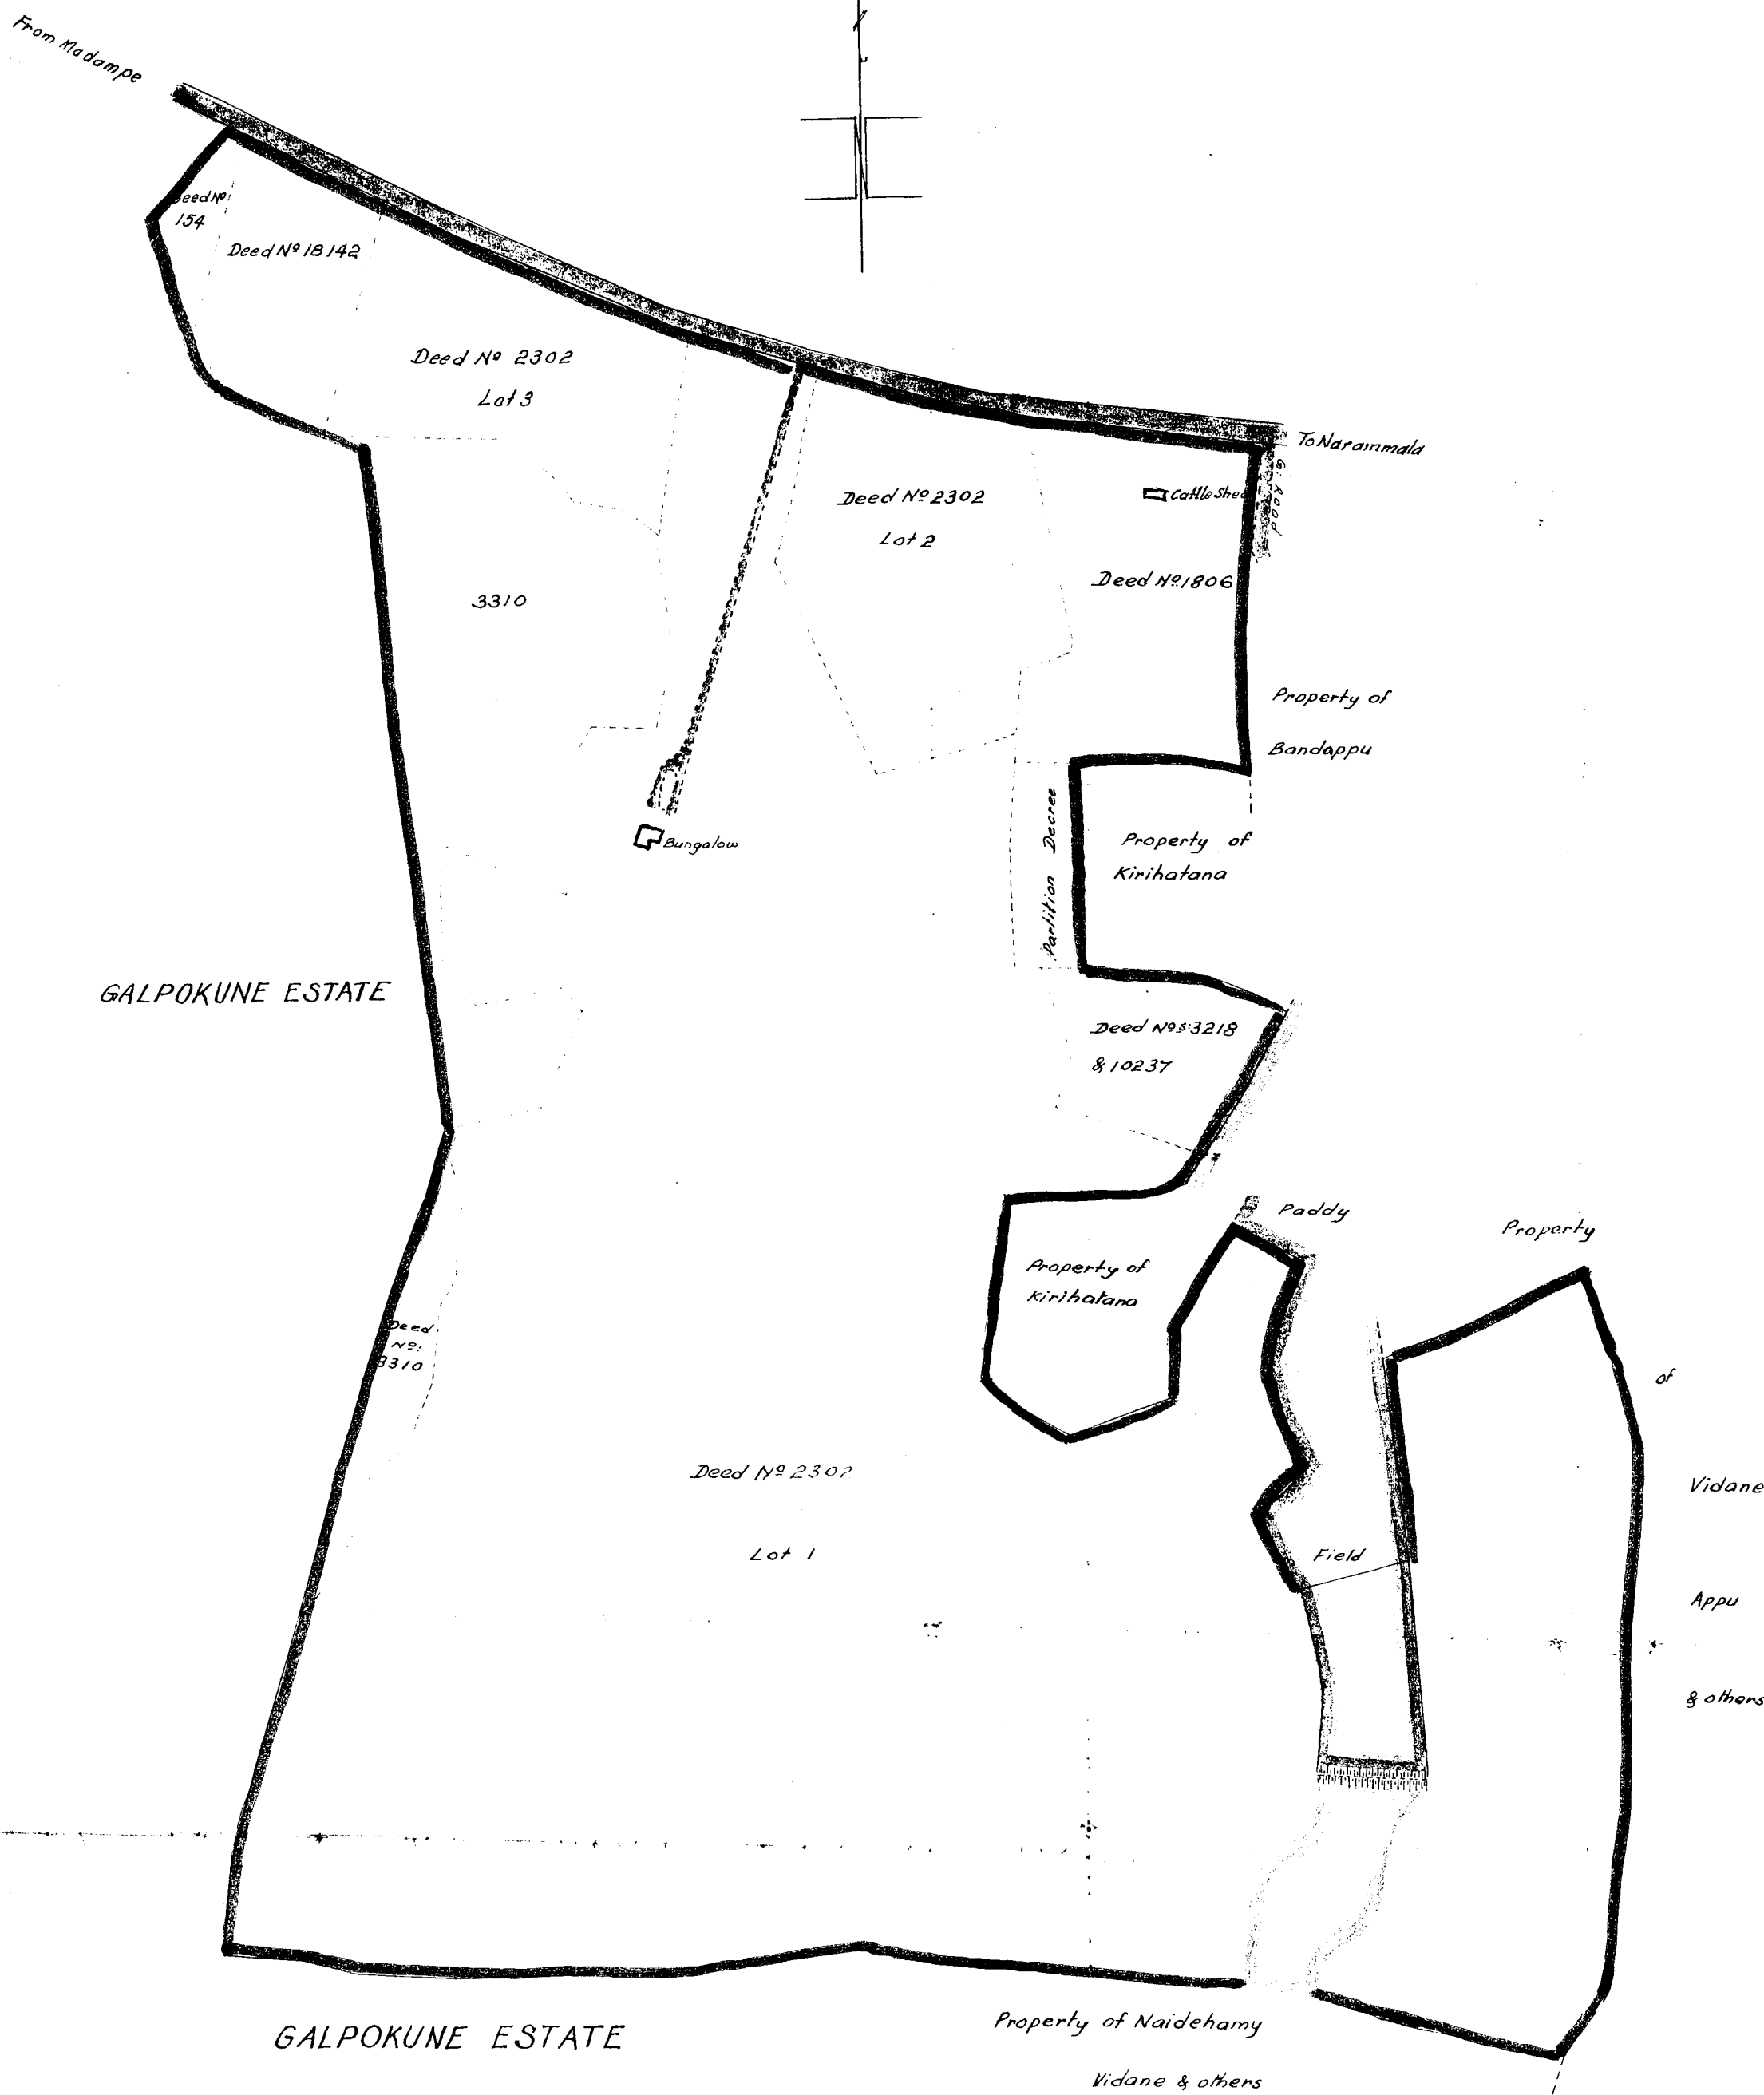 From Madampe
N
Deed No:
154
Deed No 18142
Deed No 2302
Lot 3
To Narammala
G. Road
Cattle Shed
Deed No 2302
Lot 2
Deed No 1806
3310
Property of
Bandappu
Partition Decree
Property of
Kirihatana
Bungalow
GALPOKUNE ESTATE
Deed Nos: 3218
& 10237
Paddy
Property
Property of
Kirihatana
Deed
No:
3310
of
Deed No 2302
Vidane
Lot 1
Field
Appu
& others
GALPOKUNE ESTATE
Property of Naidehamy
Vidane & others